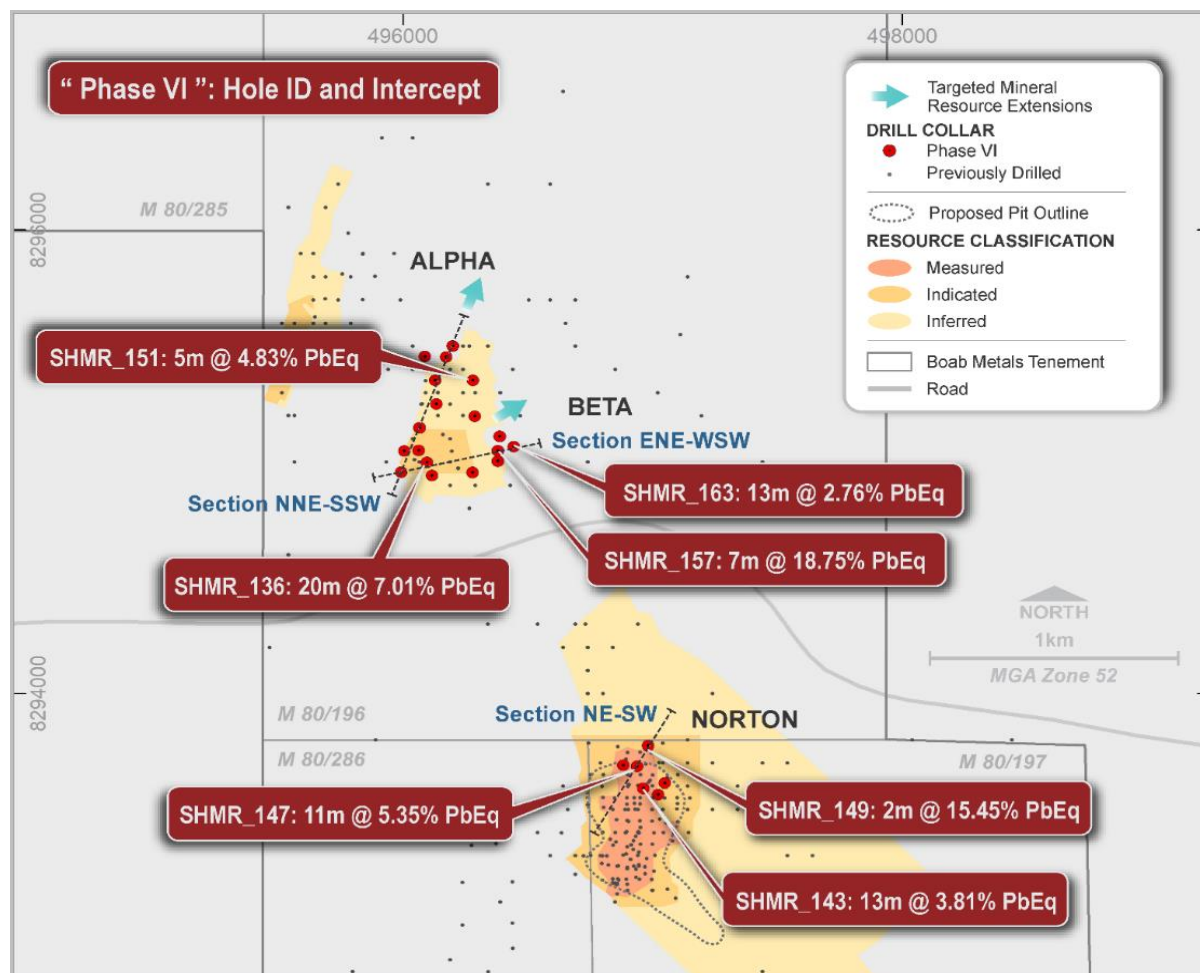 496000
498000
“ Phase VI ”: Hole ID and Intercept
Targeted Mineral
Resource Extensions
DRILL COLLAR
Phase VI
Previously Drilled
Proposed Pit Outline
RESOURCE CLASSIFICATION
Measured
Indicated
Inferred
Boab Metals Tenement
Road
M 80/285
8296000
ALPHA
SHMR_151: 5m @ 4.83% PbEq
BETA
Section ENE-WSW
SHMR_163: 13m @ 2.76% PbEq
Section NNE-SSW
SHMR_157: 7m @ 18.75% PbEq
SHMR_136: 20m @ 7.01% PbEq
NORTH
1km
MGA Zone 52
8294000
M 80/196
Section NE-SW
NORTON
M 80/286
M 80/197
SHMR_147: 11m @ 5.35% PbEq
SHMR_149: 2m @ 15.45% PbEq
SHMR_143: 13m @ 3.81% PbEq